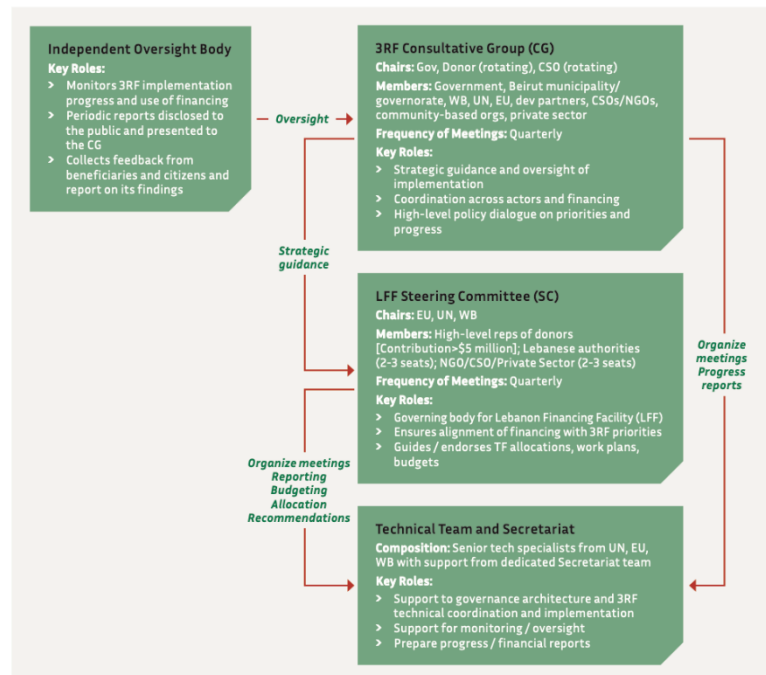 Independent Oversight Body
Key Roles:
> Monitors 3RF implementation
progress and use of financing
> Periodic reports disclosed to
the public and presented to
the CG
> Collects feedback from
beneficiaries and citizens and
report on its findings
Oversight
3RF Consultative Group (CG)
Chairs: Gov, Donor (rotating), CSO (rotating)
Members: Government, Beirut municipality/
governorate, WB, UN, EU, dev partners, CSOs/NGOs,
community-based orgs, private sector
Frequency of Meetings: Quarterly
Key Roles:
> Strategic guidance and oversight of
implementation
> Coordination across actors and financing
> High-level policy dialogue on priorities and
progress
Strategic
guidance
LFF Steering Committee (SC)
Chairs: EU, UN, WB
Members: High-level reps of donors
[Contribution>$5 million]; Lebanese authorities
(2-3 seats); NGO/CSO/Private Sector (2-3 seats)
Frequency of Meetings: Quarterly
Key Roles:
> Governing body for Lebanon Financing Facility (LFF)
> Ensures alignment of financing with 3RF priorities
> Guides / endorses TF allocations, work plans,
budgets
Organize
meetings
Progress
reports
Organize meetings
Reporting
Budgeting
Allocation
Recommendations
Technical Team and Secretariat
Composition: Senior tech specialists from UN, EU,
WB with support from dedicated Secretariat team
Key Roles:
> Support to governance architecture and 3RF
technical coordination and implementation
> Support for monitoring / oversight
> Prepare progress / financial reports